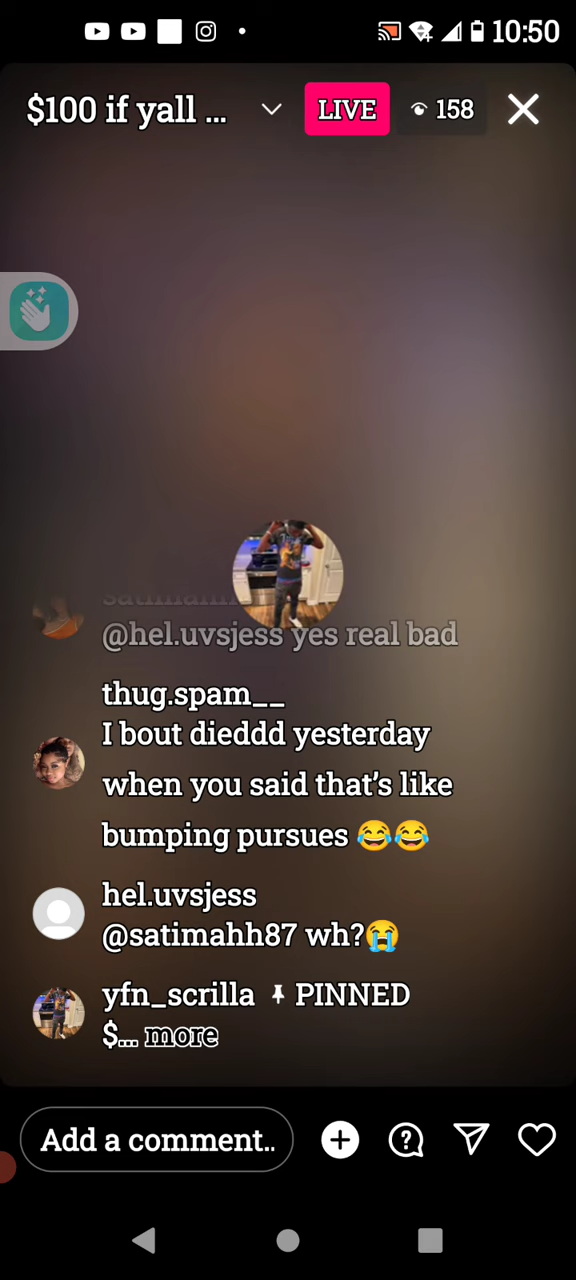 10:50
$100 if yall ...
LIVE
158
@hel.uvsjess yes real bad
thug.spam__
I bout dieddd yesterday
when you said that's like
bumping pursues 😂😂
hel.uvsjess
@satimahh87 wh?😭
yfn_scrilla PINNED
$... more
Add a comment..